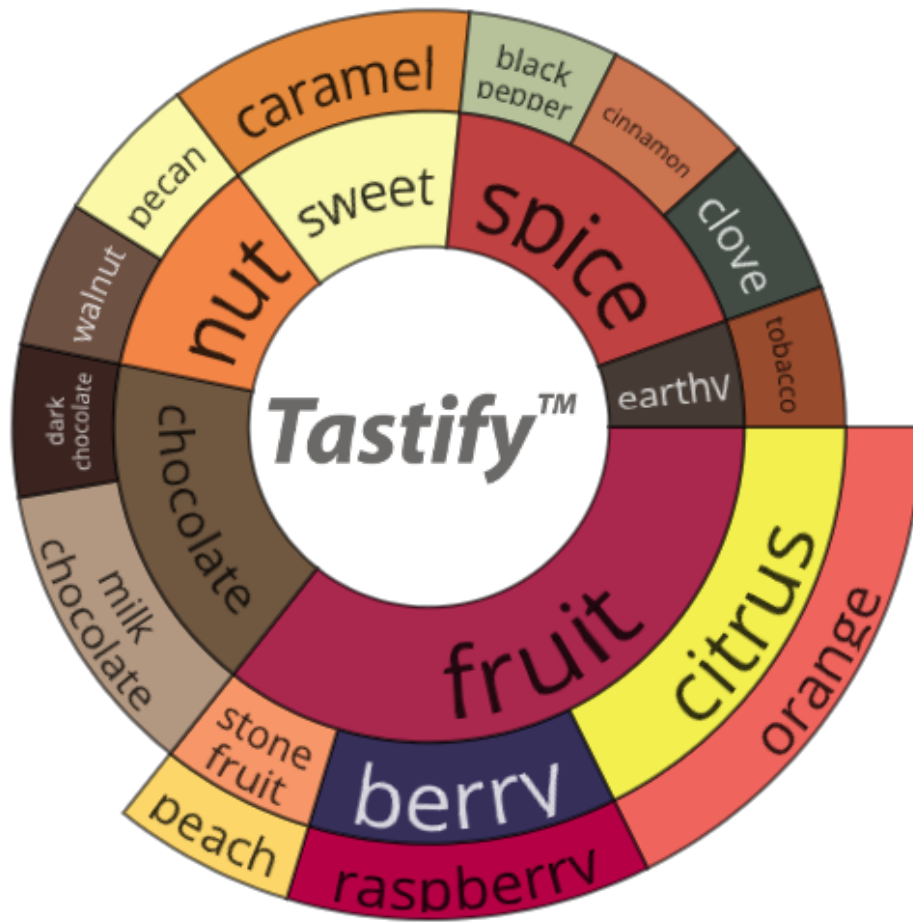 Tastify™
sweet
caramel
spice
black
pepper
cinnamon
clove
earthy
tobacco
fruit
citrus
orange
berry
raspberry
stone
fruit
peach
chocolate
milk
chocolate
dark
chocolate
nut
walnut
pecan